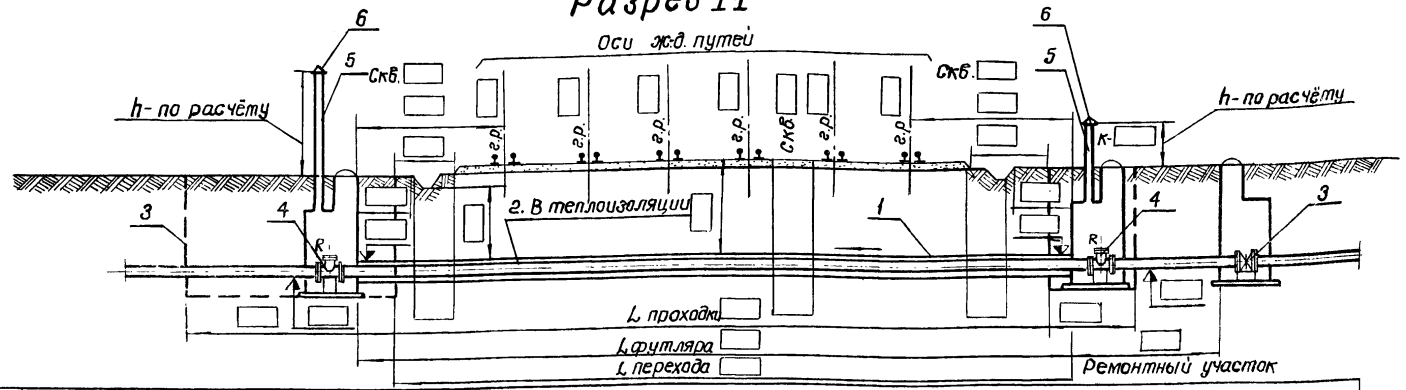 Разрез II
Оси ж.д. путей
6
5
Скв.
h - по расчёту
г.р.
г.р.
г.р.
г.р.
Скв.
г.р.
г.р.
Скв.
6
5
К-
h - по расчёту
3
4
R
2. В теплоизоляции
1
R
4
3
L проходки
L футляра
L перехода
Ремонтный участок